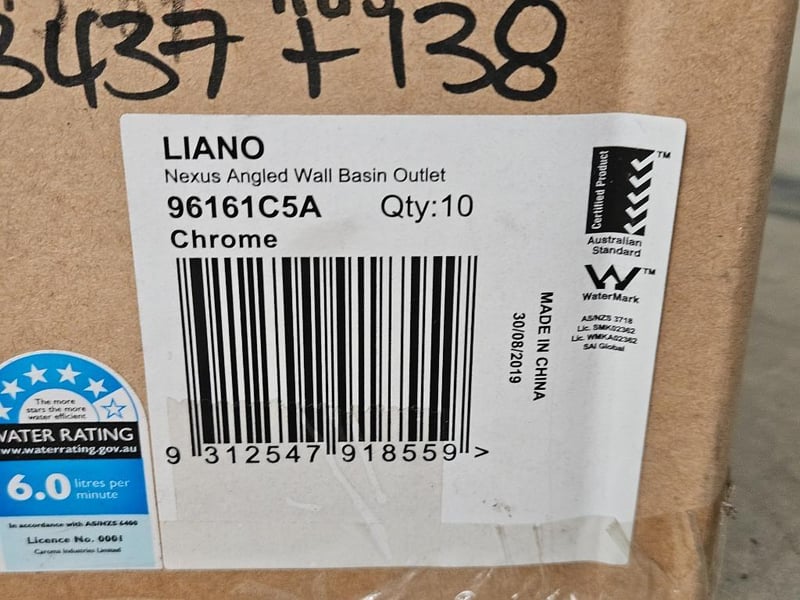 3437 + 138
LIANO
Nexus Angled Wall Basin Outlet
96161C5A Qty:10
Chrome
9 312547 918559 >
MADE IN CHINA
30/08/2019
Certified Product
TM
Australian
Standard
TM
WaterMark
AS/NZS 3718
Lic. SMK02362
Lic. WMKA02362
SAI Global
The more
stars the more
water efficient
WATER RATING
www.waterrating.gov.au
6.0 litres per
minute
In accordance with AS/NZS 6400
Licence No. 0001
Caroma Industries Limited